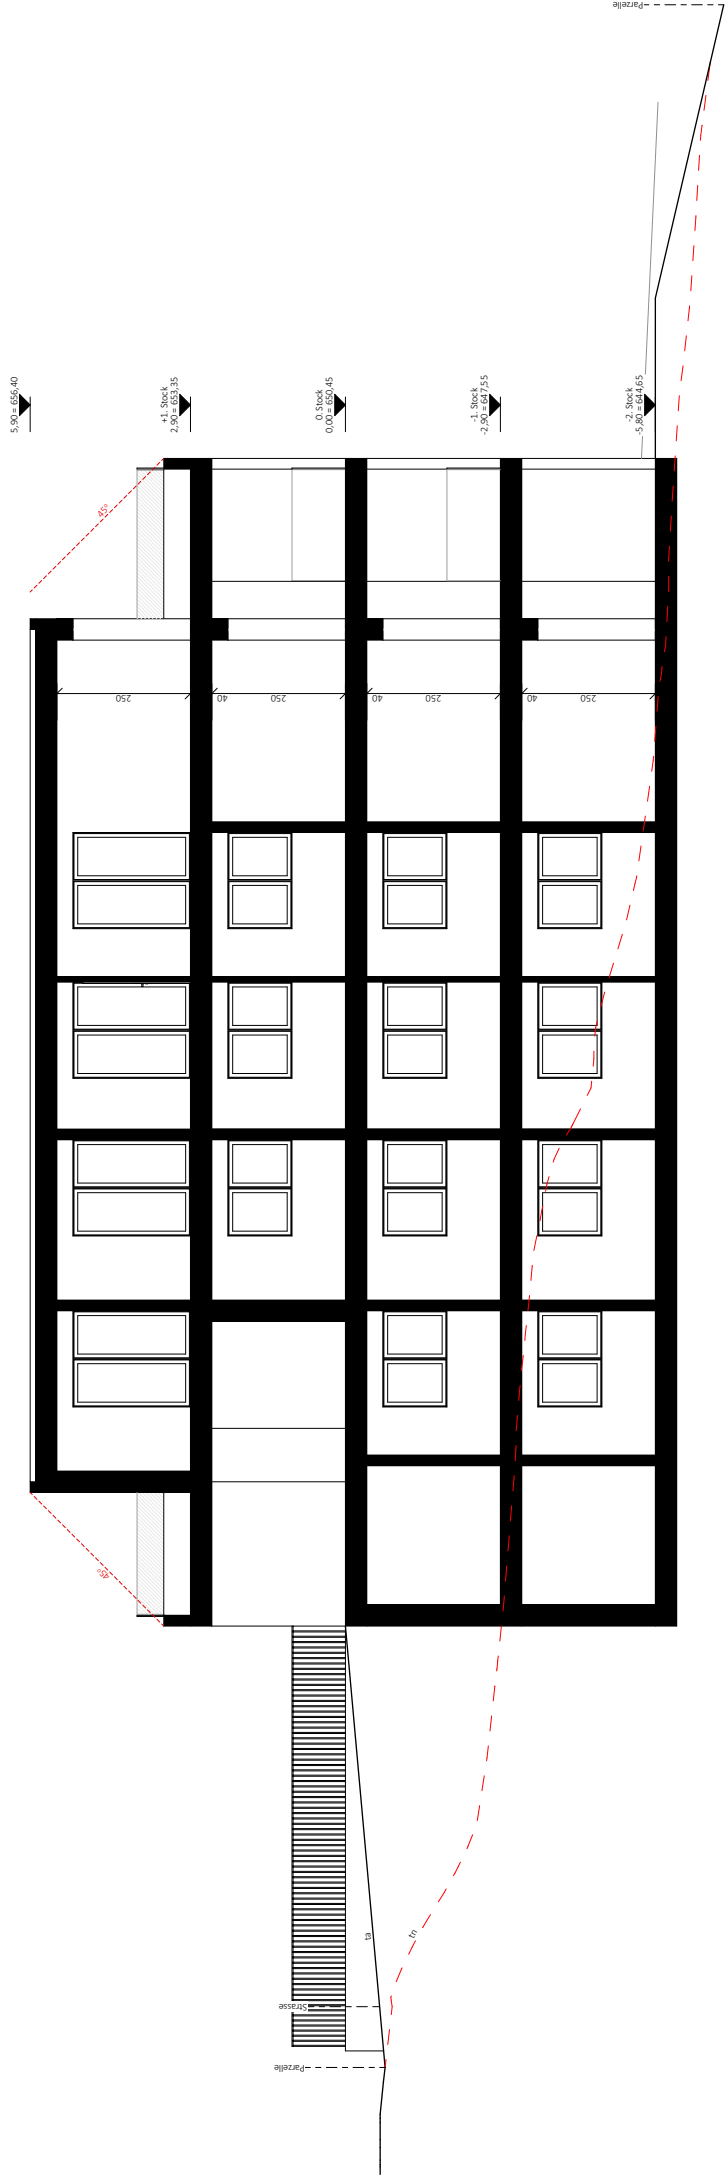 Parzelle
5,90 = 656,40
+1. Stock
2,90 = 653,35
0. Stock
0,00 = 650,45
-1. Stock
-2,90 = 647,55
-2. Stock
-5,80 = 644,65
45°
250
40
250
40
250
40
250
45°
ta
tn
Strasse
Parzelle